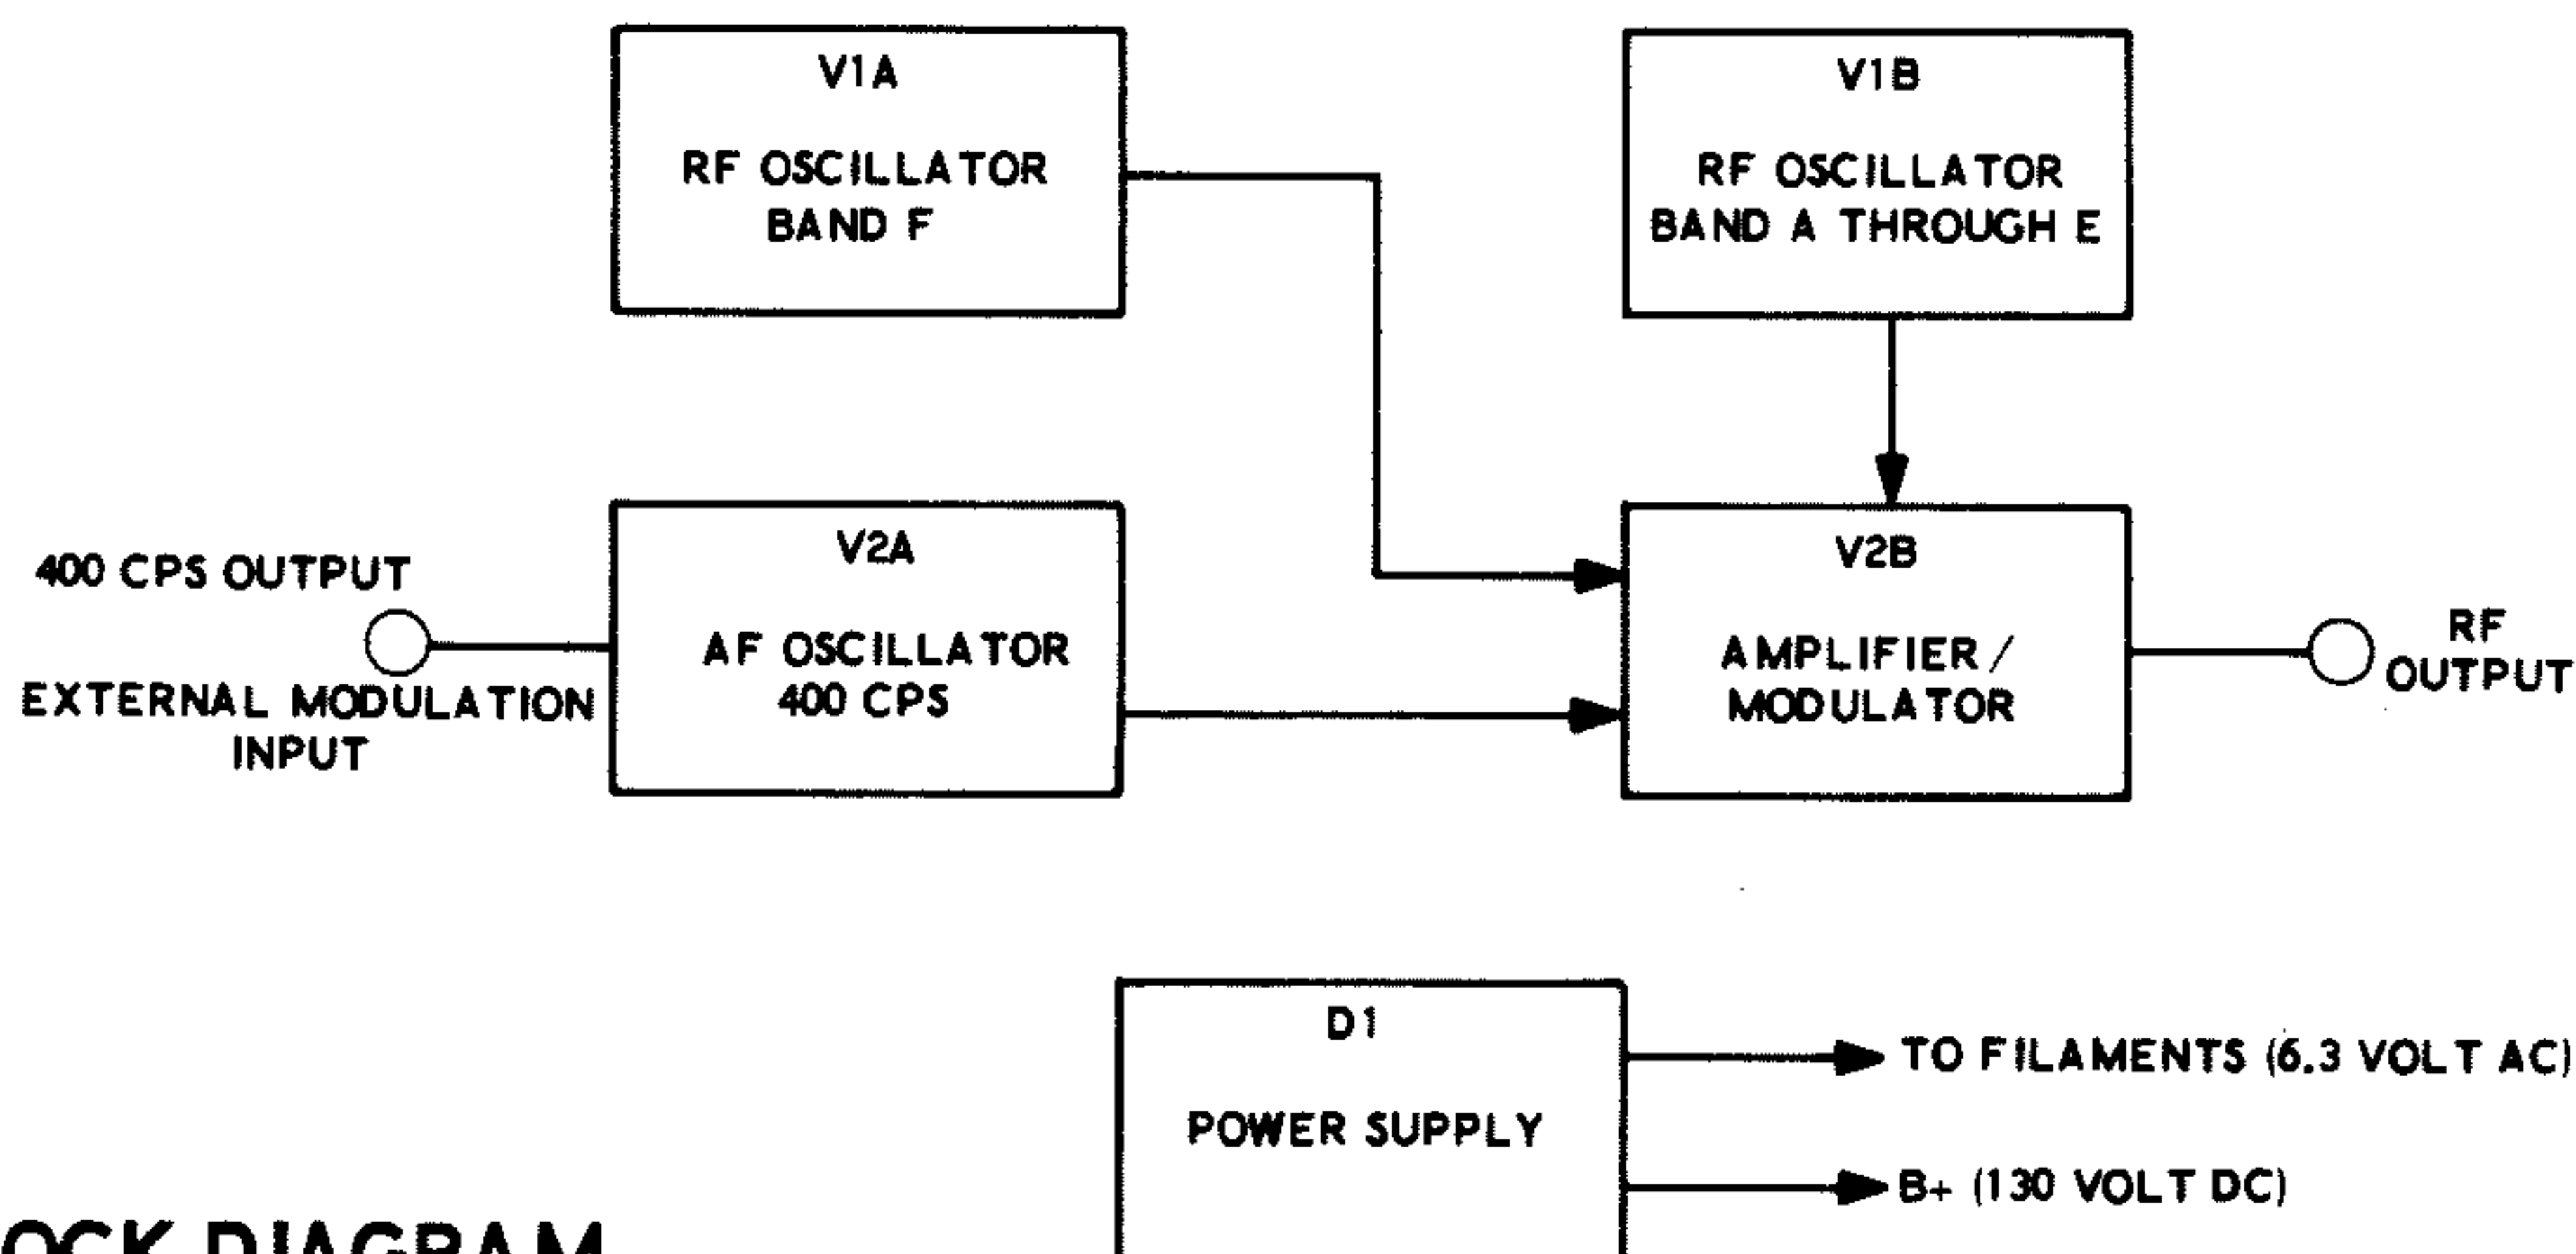 V1A
RF OSCILLATOR
BAND F
V1B
RF OSCILLATOR
BAND A THROUGH E
400 CPS OUTPUT
EXTERNAL MODULATION
INPUT
V2A
AF OSCILLATOR
400 CPS
V2B
AMPLIFIER/
MODULATOR
RF
OUTPUT
D1
POWER SUPPLY
TO FILAMENTS (6.3 VOLT AC)
B+ (130 VOLT DC)
DIAGRAM